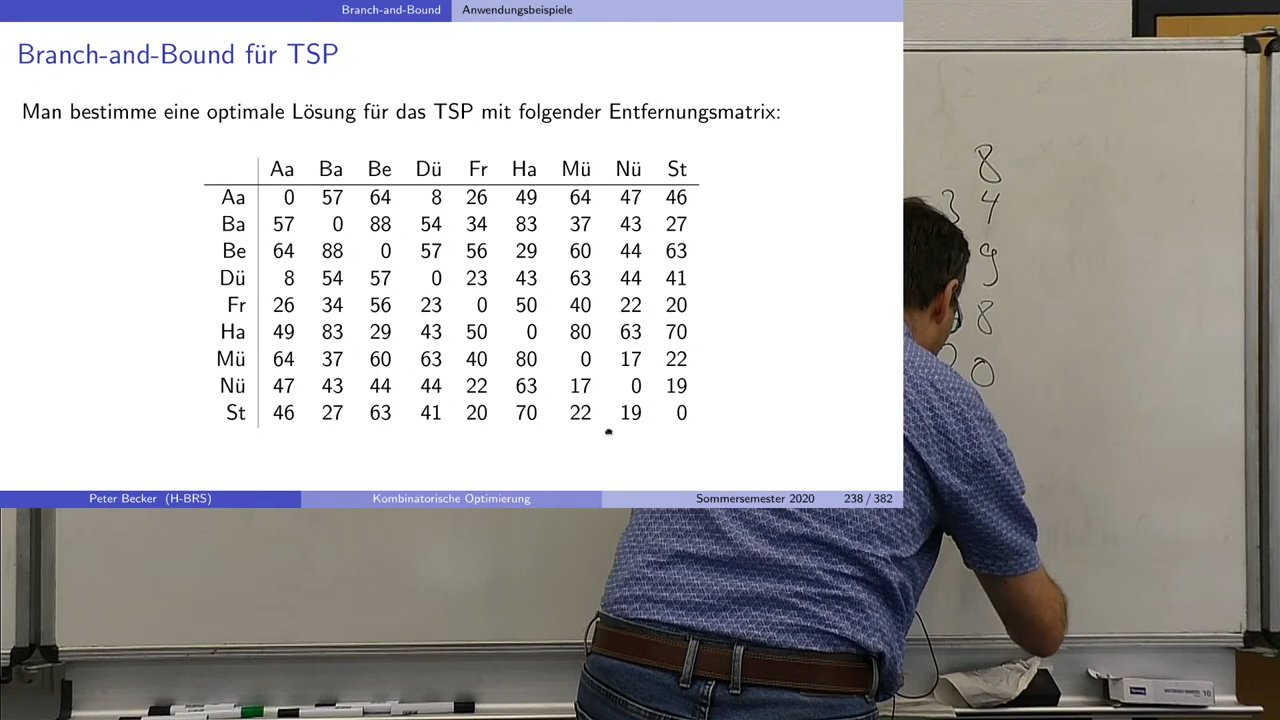 Branch-and-Bound Anwendungsbeispiele
Branch-and-Bound für TSP
Man bestimme eine optimale Lösung für das TSP mit folgender Entfernungsmatrix:
Aa Ba Be Dü Fr Ha Mü Nü St
Aa 0 57 64 8 26 49 64 47 46
Ba 57 0 88 54 34 83 37 43 27
Be 64 88 0 57 56 29 60 44 63
Dü 8 54 57 0 23 43 63 44 41
Fr 26 34 56 23 0 50 40 22 20
Ha 49 83 29 43 50 0 80 63 70
Mü 64 37 60 63 40 80 0 17 22
Nü 47 43 44 44 22 63 17 0 19
St 46 27 63 41 20 70 22 19 0
Peter Becker (H-BRS) Kombinatorische Optimierung Sommersemester 2020 238 / 382
8
3 4
9
8
0